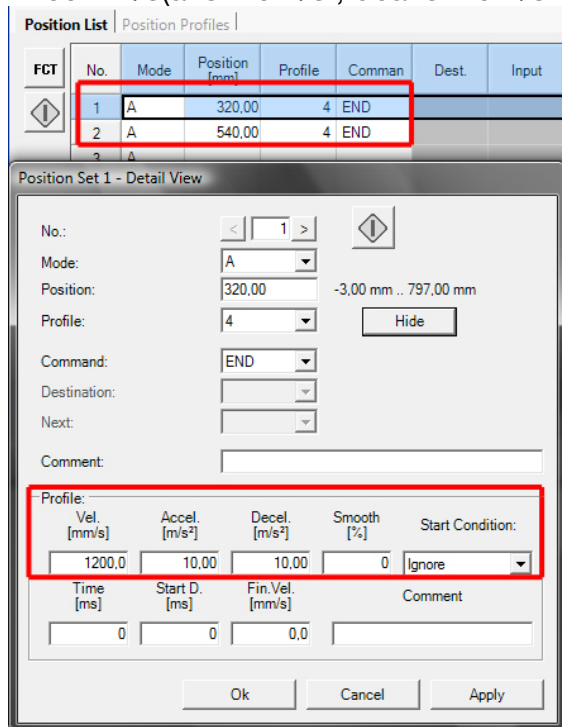 Position List Position Profiles
FCT No. Mode Position [mm] Profile Comman Dest. Input
1 A 320,00 4 END
2 A 540,00 4 END
3 A
Position Set 1 - Detail View
No.: < 1 >
Mode: A
Position: 320,00 -3,00 mm .. 797,00 mm
Profile: 4 Hide
Command: END
Destination:
Next:
Comment:
Profile:
Vel. [mm/s] Accel. [m/s²] Decel. [m/s²] Smooth [%] Start Condition:
1200,0 10,00 10,00 0 Ignore
Time [ms] Start D. [ms] Fin.Vel. [mm/s] Comment
0 0 0,0
Ok Cancel Apply